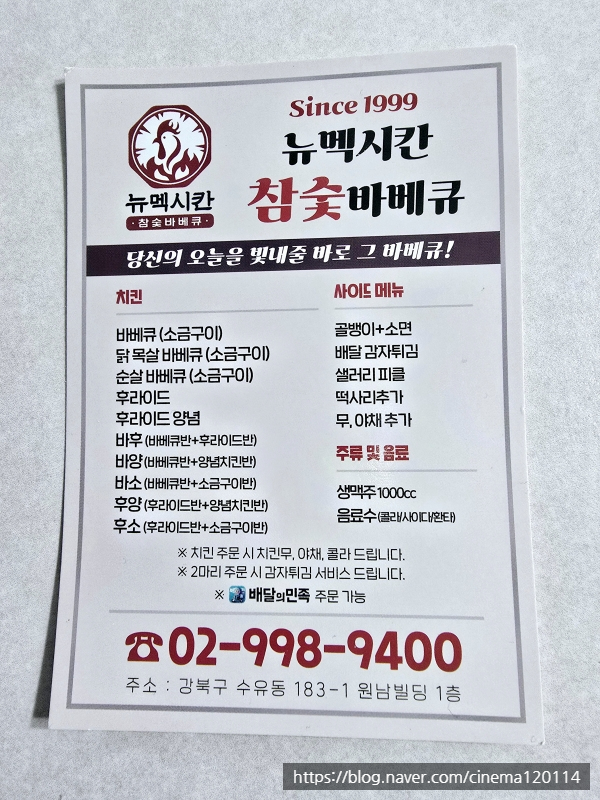 Since 1999
뉴멕시칸
참숯바베큐
뉴멕시칸
·참숯바베큐·
당신의 오늘을 빛내줄 바로 그 바베큐!
치킨
바베큐 (소금구이)
닭 목살 바베큐 (소금구이)
순살 바베큐 (소금구이)
후라이드
후라이드 양념
바후 (바베큐반+후라이드반)
바양 (바베큐반+양념치킨반)
바소 (바베큐반+소금구이반)
후양 (후라이드반+양념치킨반)
후소 (후라이드반+소금구이반)
사이드 메뉴
골뱅이+소면
배달 감자튀김
샐러리 피클
떡사리추가
무, 야채 추가
주류 및 음료
생맥주 1000cc
음료수 (콜라/사이다/환타)
※ 치킨 주문 시 치킨무, 야채, 콜라 드립니다.
※ 2마리 주문 시 감자튀김 서비스 드립니다.
※ 배달의민족 주문 가능
☎ 02-998-9400
주소 : 강북구 수유동 183-1 원남빌딩 1층
https://blog.naver.com/cinema120114